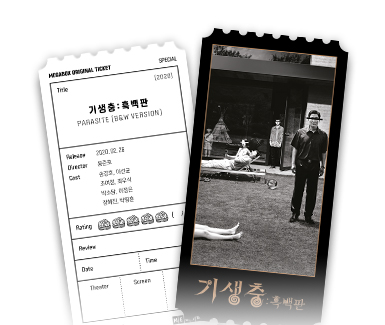 MEGABOX ORIGINAL TICKET
SPECIAL
Title
[2020]
기생충:흑백판
PARASITE (B&W VERSION)
Release 2020. 02. 26
Director 봉준호
Cast 송강호, 이선균
조여정, 최우식
박소담, 이정은
장혜진, 박명훈
Rating ( )
Review
Date
Time
Theater
Screen
기생충:흑백판